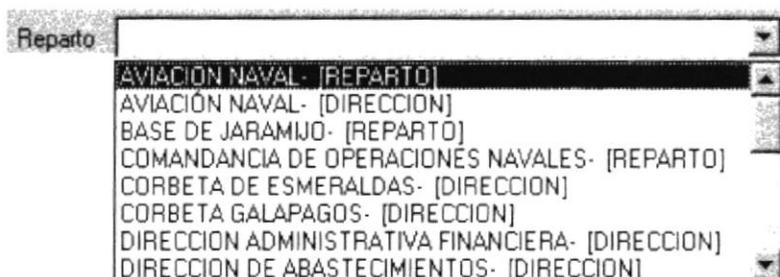 Reparto
AVIACIÓN NAVAL- [REPARTO]
AVIACIÓN NAVAL- [DIRECCION]
BASE DE JARAMIJO- [REPARTO]
COMANDANCIA DE OPERACIONES NAVALES- [REPARTO]
CORBETA DE ESMERALDAS- [DIRECCION]
CORBETA GALAPAGOS- [DIRECCION]
DIRECCION ADMINISTRATIVA FINANCIERA- [DIRECCION]
DIRECCION DE ABASTECIMIENTOS- [DIRECCION]